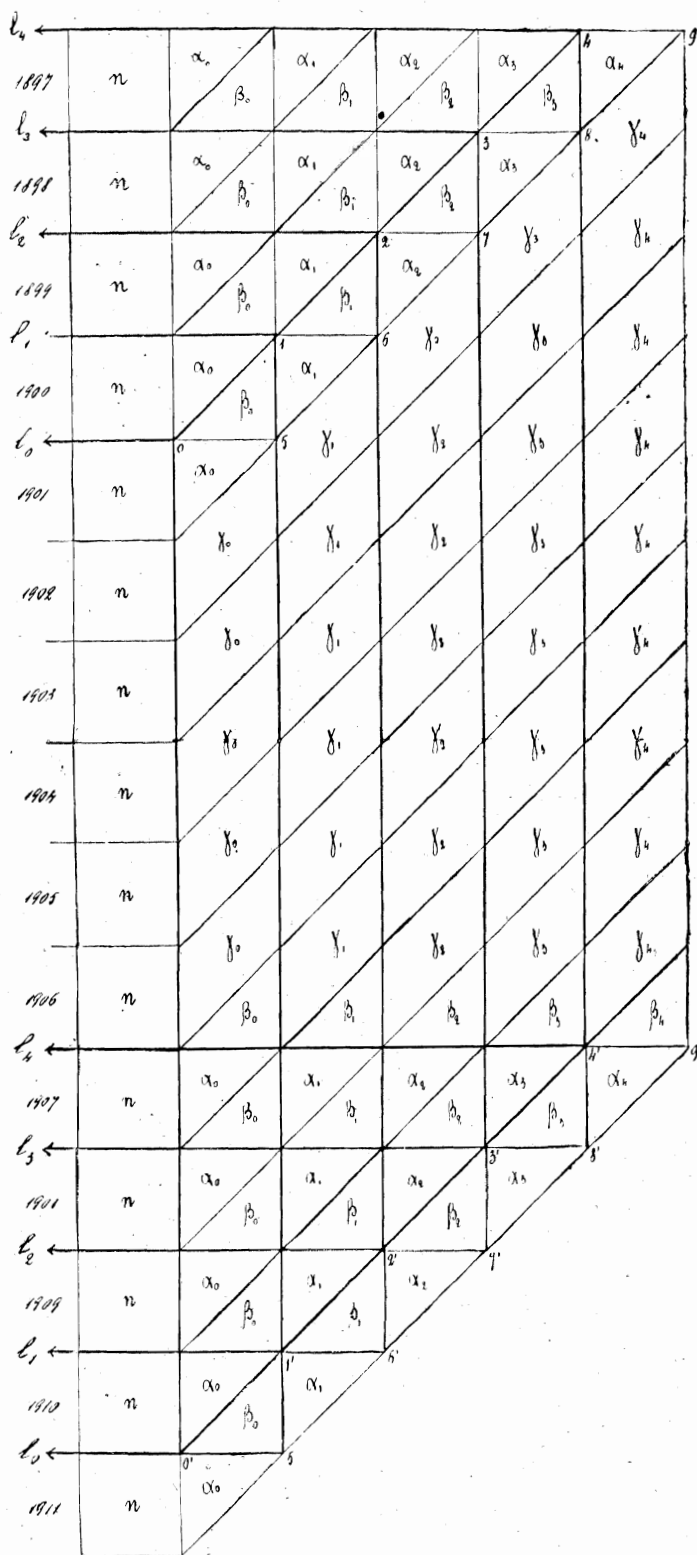 l₄ 4 9
1897 n α₀ α₁ α₂ α₃ α₄
β₀ β₁ β₂ β₃ γ₄
l₃ 3 8
1898 n α₀ α₁ α₂ α₃
β₀ β₁ β₂ γ₃ γ₄
l₂ 2 7
1899 n α₀ α₁ α₂
β₀ β₁ γ₂ γ₃ γ₄
l₁ 1 6
1900 n α₀ α₁
β₀ γ₁ γ₂ γ₃ γ₄
l₀ 0 5
1901 n α₀
γ₀ γ₁ γ₂ γ₃ γ₄
1902 n
γ₀ γ₁ γ₂ γ₃ γ₄
1903 n
γ₀ γ₁ γ₂ γ₃ γ₄
1904 n
γ₀ γ₁ γ₂ γ₃ γ₄
1905 n
γ₀ γ₁ γ₂ γ₃ γ₄
1906 n β₀ β₁ β₂ β₃ β₄
l₄ 4' 9
1907 n α₀ α₁ α₂ α₃ α₄
β₀ β₁ β₂ β₃
l₃ 3' 8'
1908 n α₀ α₁ α₂ α₃
β₀ β₁ β₂
l₂ 2' 7'
1909 n α₀ α₁ α₂
β₀ β₁
l₁ 1' 6'
1910 n α₀ α₁
β₀
l₀ 0' 5
1911 n α₀